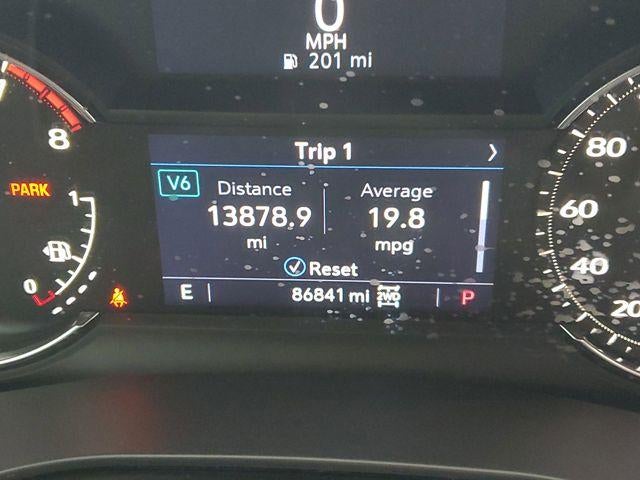 0
MPH
201 mi
8
Trip 1
V6
Distance
Average
80
PARK
1
13878.9
19.8
60
mi
mpg
Reset
40
0
E
86841 mi
2WD
P
20